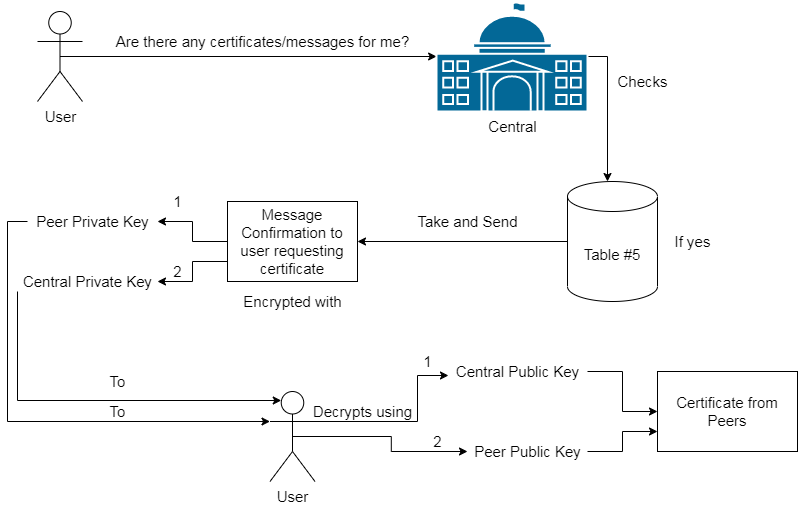 Are there any certificates/messages for me?
User
Central
Checks
Table #5
If yes
Take and Send
Message
Confirmation to
user requesting
certificate
Encrypted with
1
Peer Private Key
2
Central Private Key
To
To
User
Decrypts using
1
Central Public Key
2
Peer Public Key
Certificate from
Peers